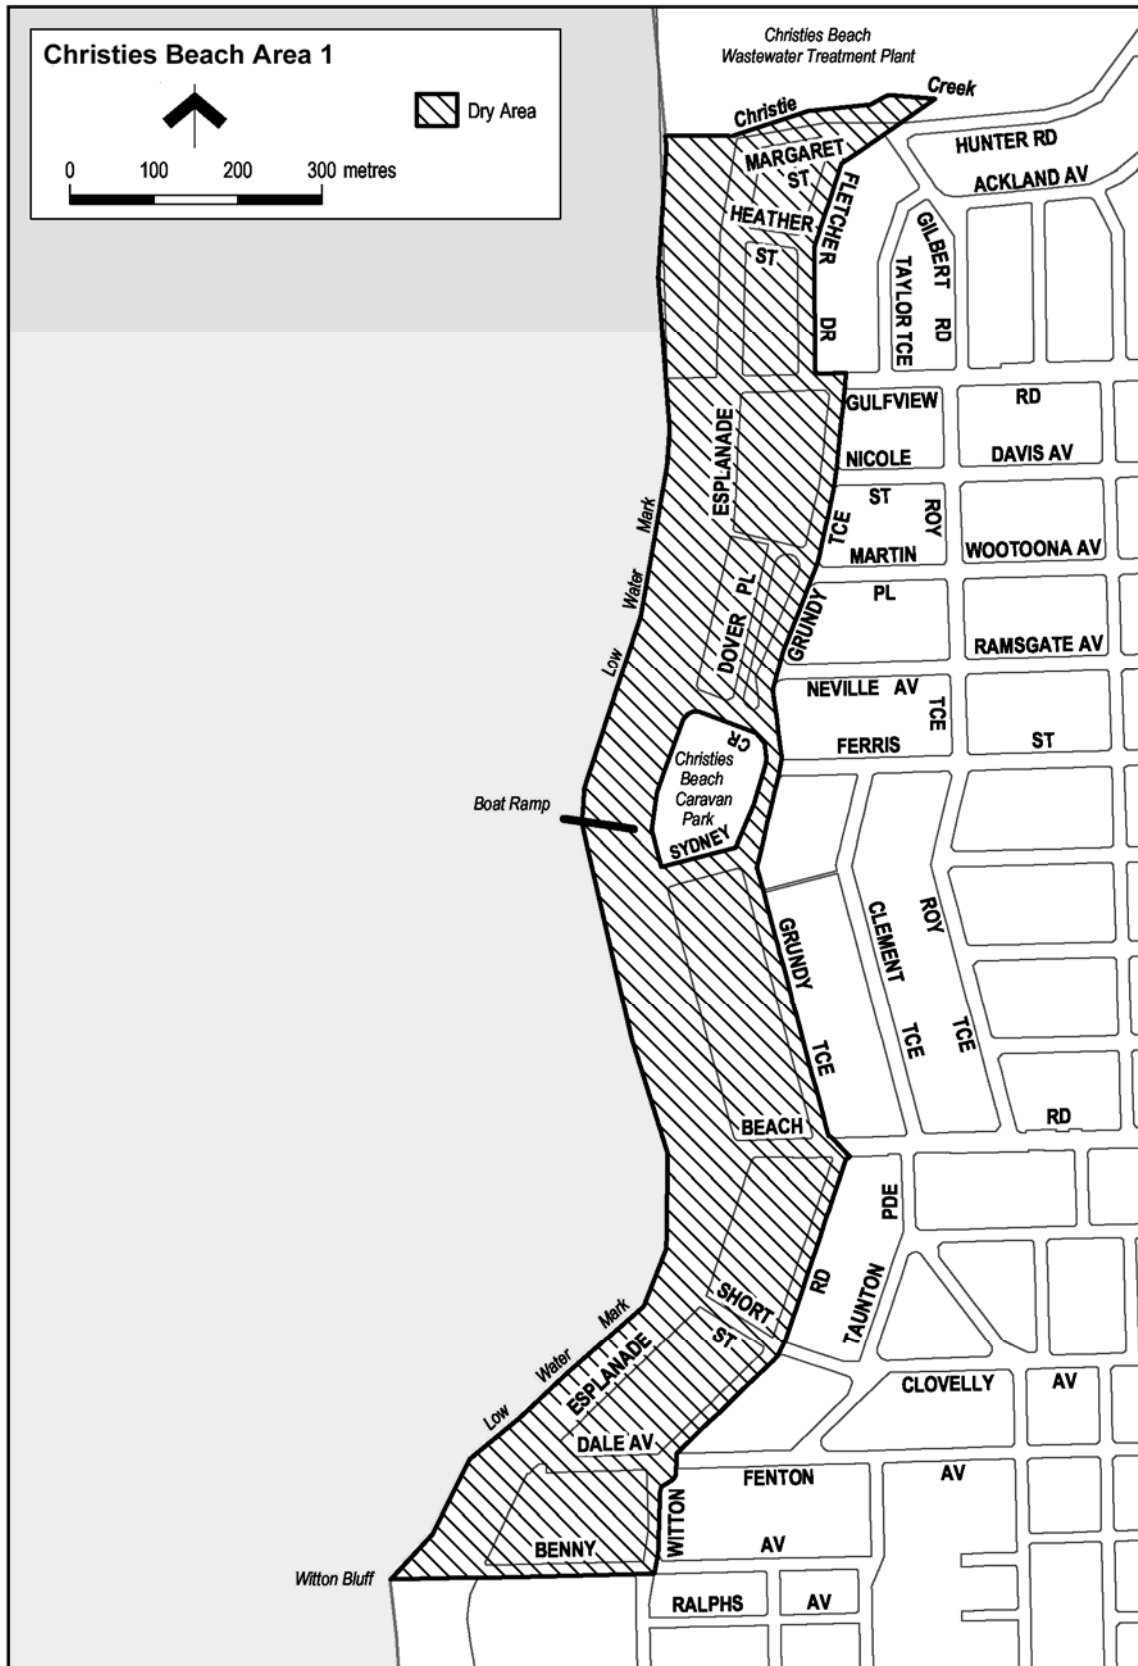 Christies Beach Area 1
Dry Area
0 100 200 300 metres
Christies Beach
Wastewater Treatment Plant
Christie Creek
HUNTER RD
ACKLAND AV
MARGARET
ST
HEATHER
ST
FLETCHER
DR
GILBERT
RD
TAYLOR TCE
GULFVIEW RD
NICOLE
ST
DAVIS AV
ESPLANADE
ROY
TCE
MARTIN
PL
WOOTOONA AV
Low Water Mark
DOVER PL
GRUNDY
RAMSGATE AV
NEVILLE AV
TCE
FERRIS ST
CR
Christies
Beach
Caravan
Park
SYDNEY
Boat Ramp
GRUNDY
TCE
CLEMENT
TCE
ROY
TCE
BEACH RD
PDE
TAUNTON
RD
SHORT
ST
Low Water Mark
ESPLANADE
CLOVELLY AV
DALE AV
FENTON AV
WITTON
BENNY AV
Witton Bluff
RALPHS AV